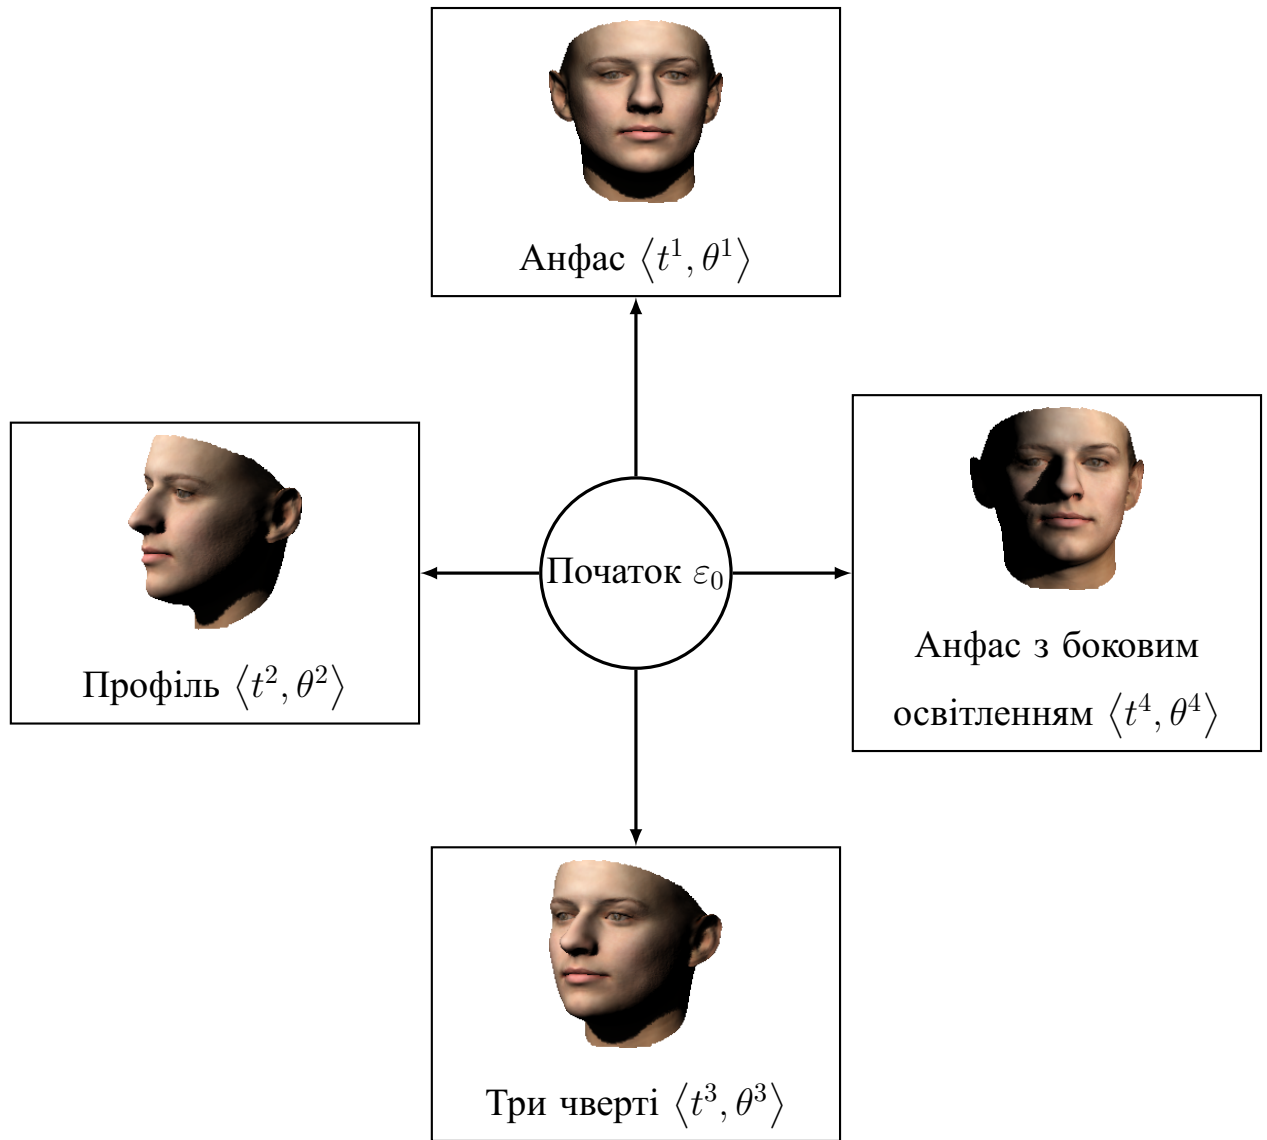 Анфас ⟨t¹, θ¹⟩
Початок ε₀
Профіль ⟨t², θ²⟩
Анфас з боковим
освітленням ⟨t⁴, θ⁴⟩
Три чверті ⟨t³, θ³⟩